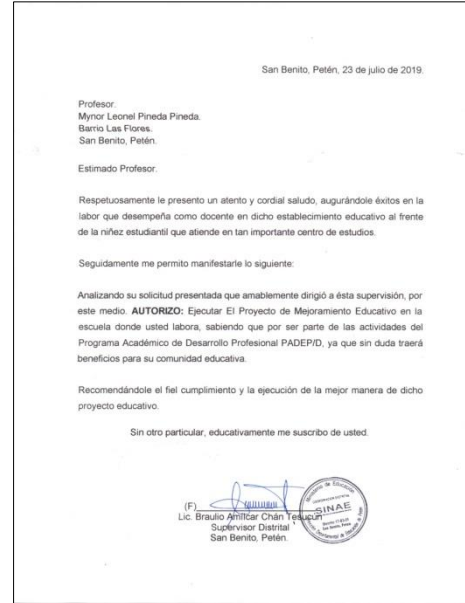 San Benito, Petén, 23 de julio de 2019.
Profesor.
Mynor Leonel Pineda Pineda.
Barrio Las Flores.
San Benito, Petén.
Estimado Profesor.
Respetuosamente le presento un atento y cordial saludo, augurándole éxitos en la
labor que desempeña como docente en dicho establecimiento educativo al frente
de la niñez estudiantil que atiende en tan importante centro de estudios.
Seguidamente me permito manifestarle lo siguiente:
Analizando su solicitud presentada que amablemente dirigió a ésta supervisión, por
este medio. AUTORIZO: Ejecutar El Proyecto de Mejoramiento Educativo en la
escuela donde usted labora, sabiendo que por ser parte de las actividades del
Programa Académico de Desarrollo Profesional PADEP/D, ya que sin duda traerá
beneficios para su comunidad educativa.
Recomendándole el fiel cumplimiento y la ejecución de la mejor manera de dicho
proyecto educativo.
Sin otro particular, educativamente me suscribo de usted.
(F)
Lic. Braulio Amílcar Chán Tesucún
Supervisor Distrital
San Benito, Petén.
Ministerio de Educación
SINAE